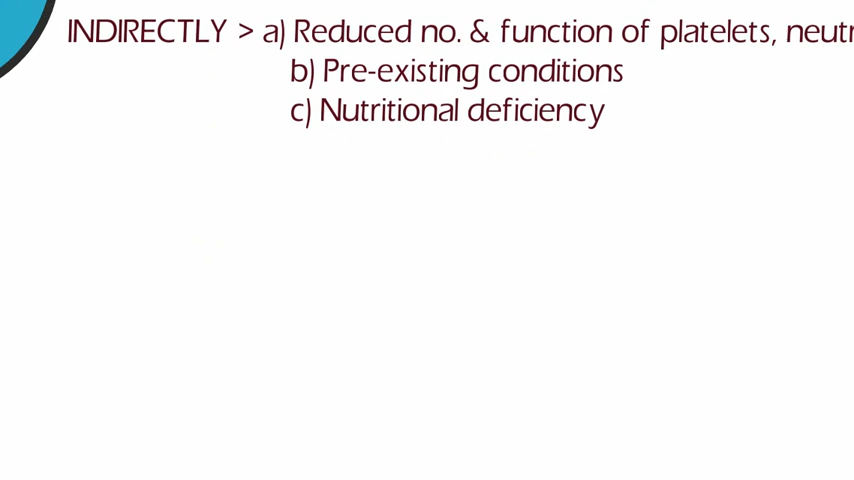 INDIRECTLY > a) Reduced no. & function of platelets,
b) Pre-existing conditions
c) Nutritional deficiency